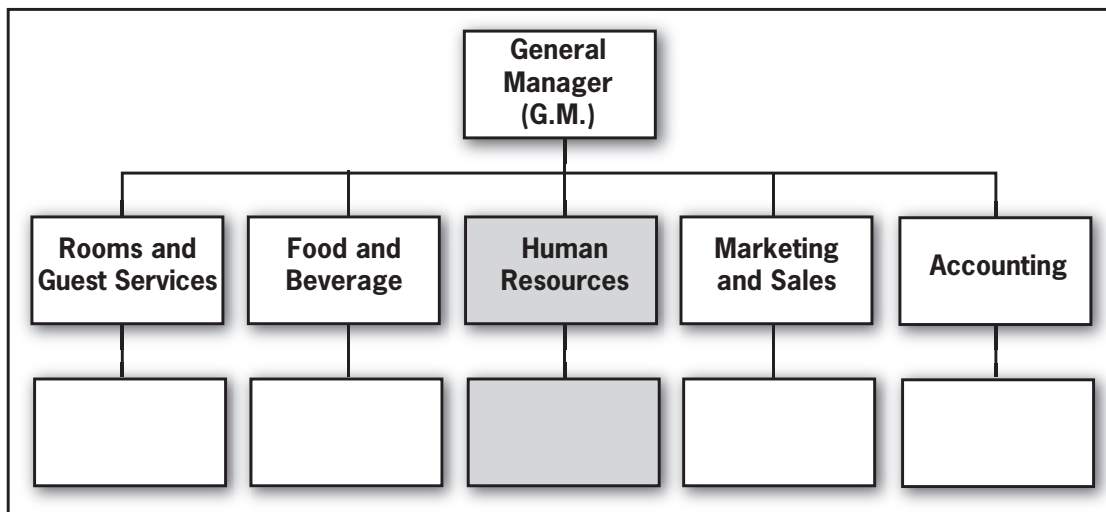 General
Manager
(G.M.)
Rooms and
Guest Services
Food and
Beverage
Human
Resources
Marketing
and Sales
Accounting